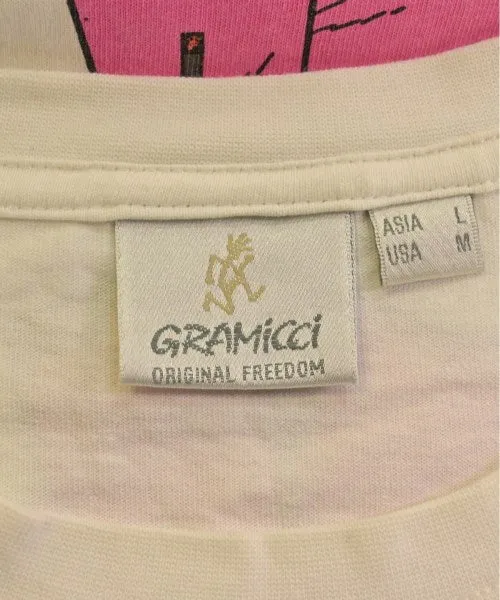 GRAMiCCi
ORIGINAL FREEDOM
ASIA L
USA M